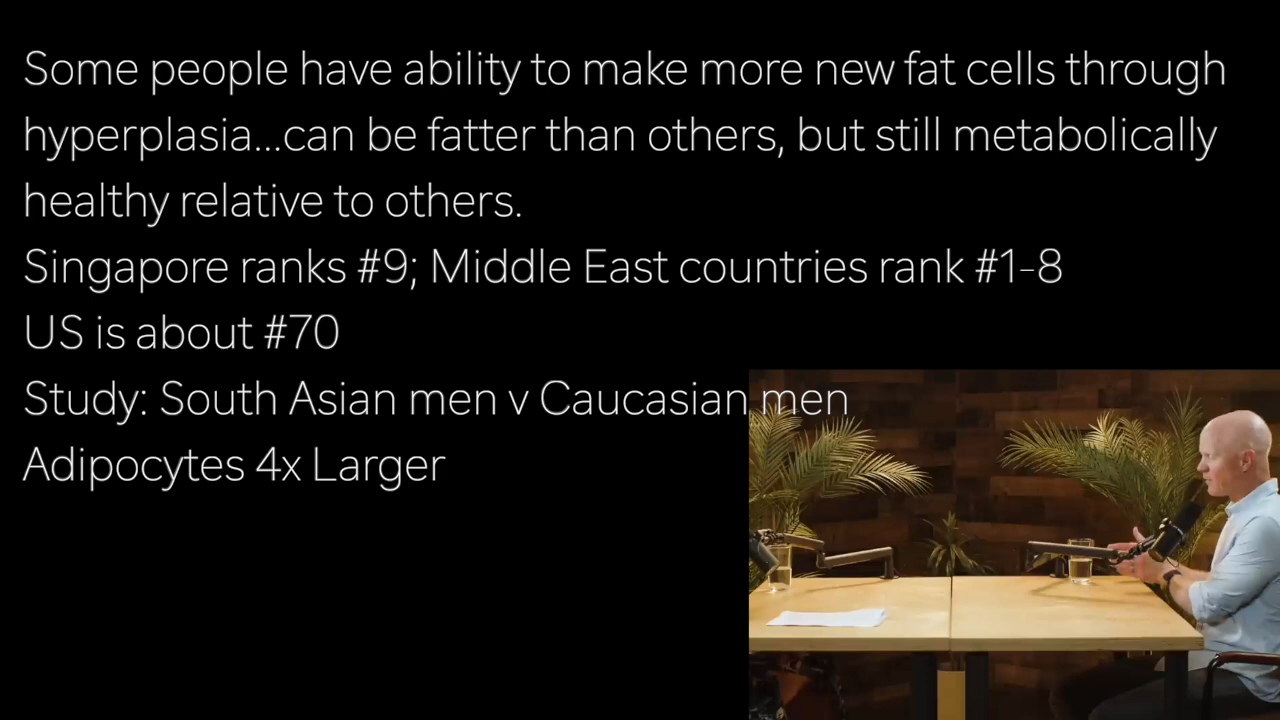 Some people have ability to make more new fat cells through
hyperplasia...can be fatter than others, but still metabolically
healthy relative to others.
Singapore ranks #9; Middle East countries rank #1-8
US is about #70
Study: South Asian men v Caucasian men
Adipocytes 4x Larger